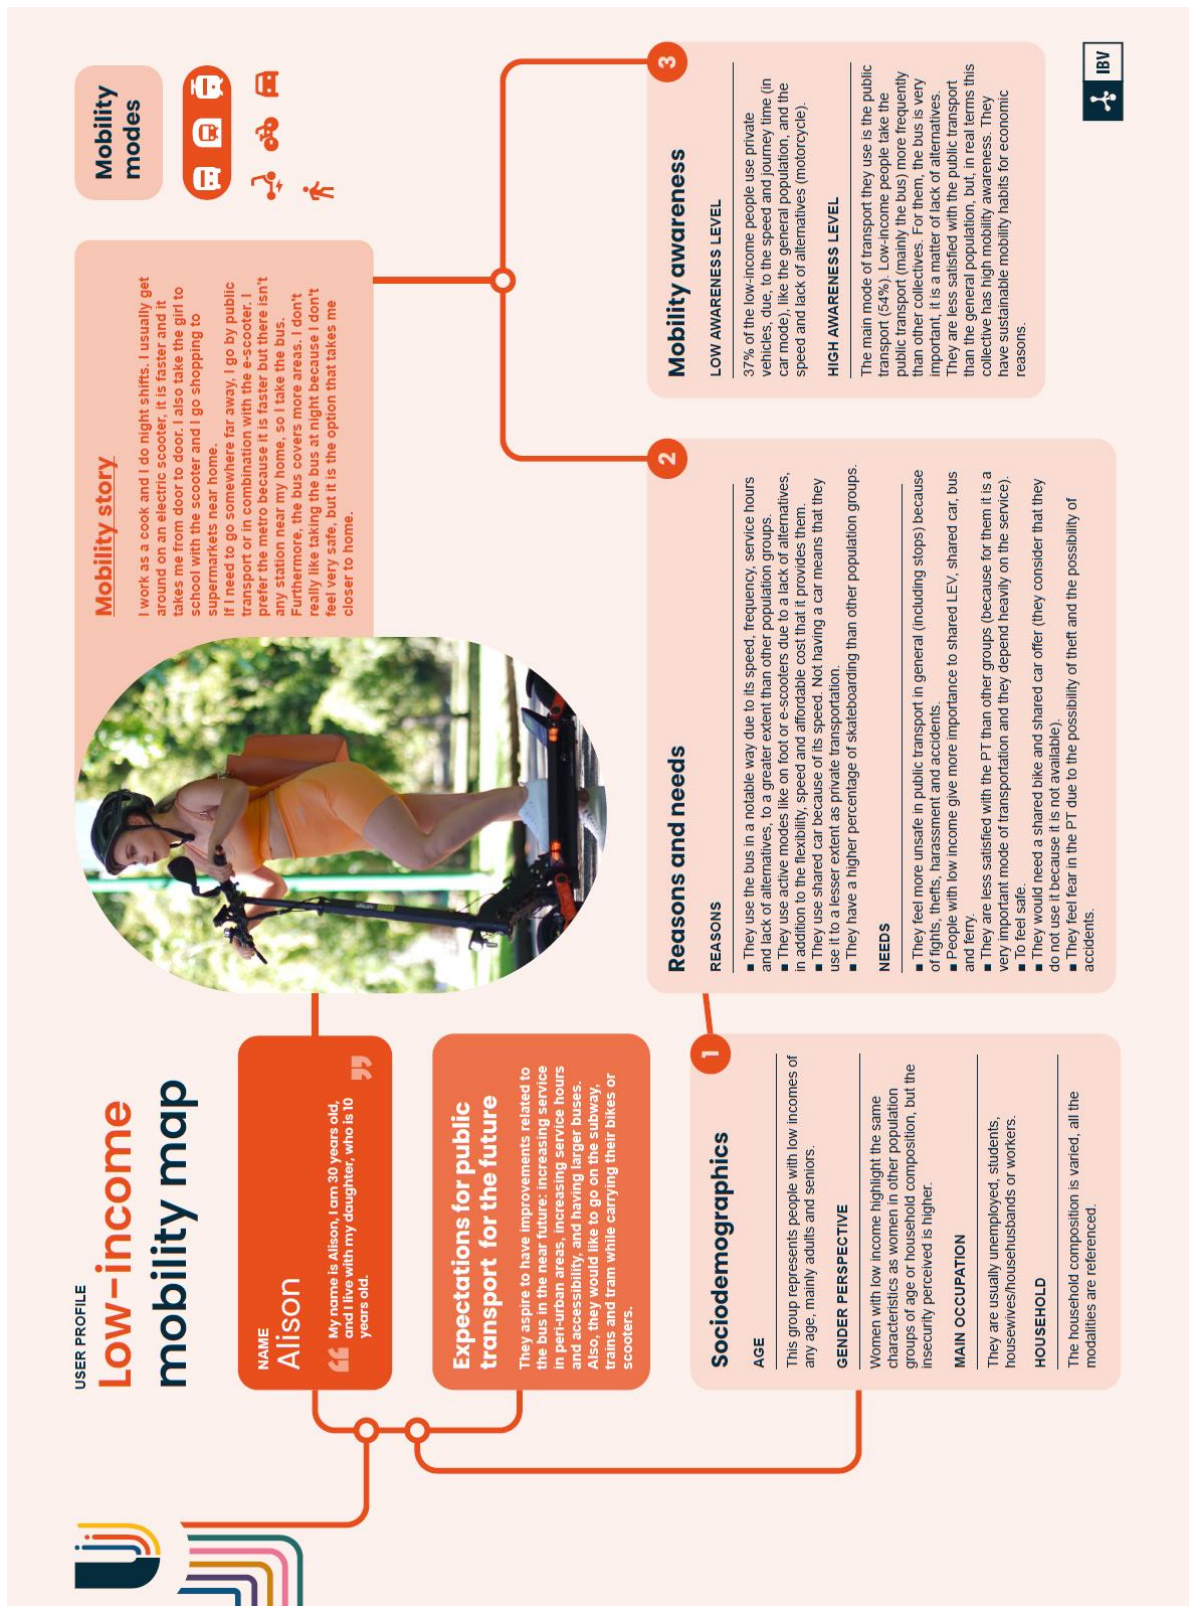 USER PROFILE
Low-income
mobility map
NAME
Alison
My name is Alison, I am 30 years old,
and I live with my daughter, who is 10
years old.
Expectations for public
transport for the future
They aspire to have improvements related to
the bus in the near future: increasing service
in peri-urban areas, increasing service hours
and accessibility, and having larger buses.
Also, they would like to go on the subway,
trains and tram while carrying their bikes or
scooters.
Mobility story
I work as a cook and I do night shifts. I usually get
around on an electric scooter, it is faster and it
takes me from door to door. I also take the girl to
school with the scooter and I go shopping to
supermarkets near home.
If I need to go somewhere far away, I go by public
transport or in combination with the e-scooter. I
prefer the metro because it is faster but there isn't
any station near my home, so I take the bus.
Furthermore, the bus covers more areas. I don't
really like taking the bus at night because I don't
feel very safe, but it is the option that takes me
closer to home.
Mobility
modes
1
Sociodemographics
AGE
This group represents people with low incomes of
any age, mainly adults and seniors.
GENDER PERSPECTIVE
Women with low income highlight the same
characteristics as women in other population
groups of age or household composition, but the
insecurity perceived is higher.
MAIN OCCUPATION
They are usually unemployed, students,
housewives/househusbands or workers.
HOUSEHOLD
The household composition is varied, all the
modalities are referenced.
2
Reasons and needs
REASONS
■ They use the bus in a notable way due to its speed, frequency, service hours
and lack of alternatives, to a greater extent than other population groups.
■ They use active modes like on foot or e-scooters due to a lack of alternatives,
in addition to the flexibility, speed and affordable cost that it provides them.
■ They use shared car because of its speed. Not having a car means that they
use it to a lesser extent as private transportation.
■ They have a higher percentage of skateboarding than other population groups.
NEEDS
■ They feel more unsafe in public transport in general (including stops) because
of fights, thefts, harassment and accidents.
■ People with low income give more importance to shared LEV, shared car, bus
and ferry.
■ They are less satisfied with the PT than other groups (because for them it is a
very important mode of transportation and they depend heavily on the service).
■ To feel safe.
■ They would need a shared bike and shared car offer (they consider that they
do not use it because it is not available).
■ They feel fear in the PT due to the possibility of theft and the possibility of
accidents.
3
Mobility awareness
LOW AWARENESS LEVEL
37% of the low-income people use private
vehicles, due, to the speed and journey time (in
car mode), like the general population, and the
speed and lack of alternatives (motorcycle).
HIGH AWARENESS LEVEL
The main mode of transport they use is the public
transport (54%). Low-income people take the
public transport (mainly the bus) more frequently
than other collectives. For them, the bus is very
important, it is a matter of lack of alternatives.
They are less satisfied with the public transport
than the general population, but, in real terms this
collective has high mobility awareness. They
have sustainable mobility habits for economic
reasons.
IBV